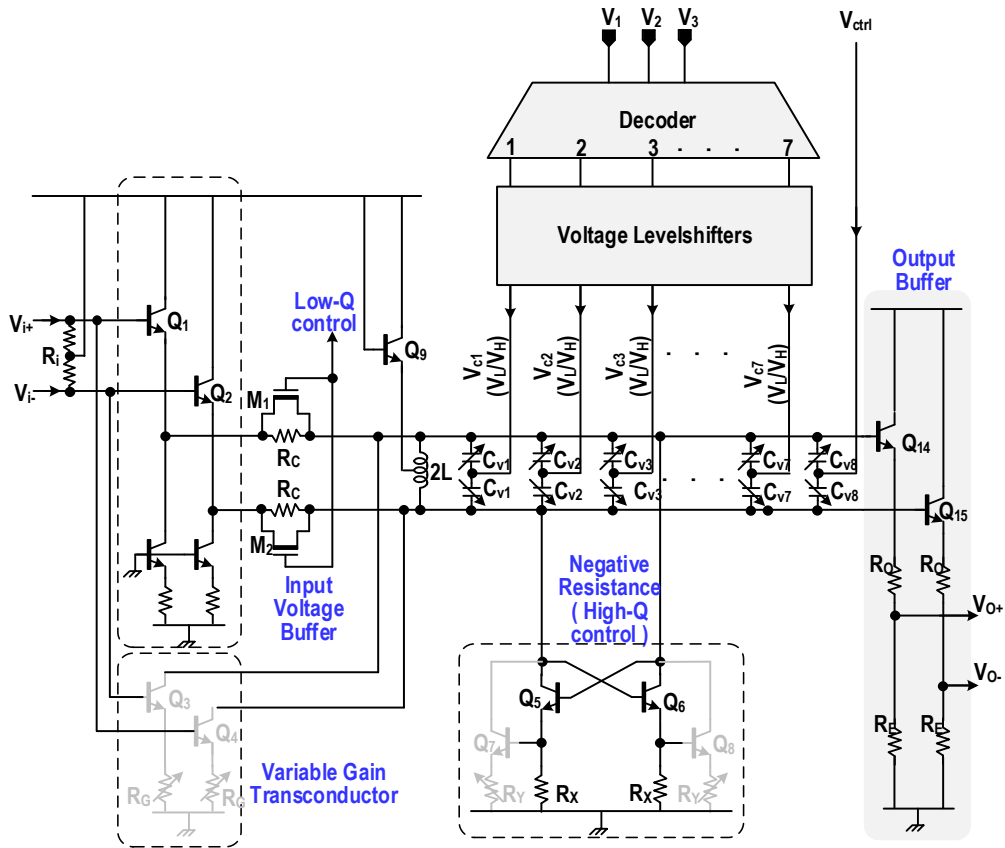 V1 V2 V3 Vctrl
Decoder
1 2 3 . . . 7
Voltage Levelshifters
Output
Buffer
Low-Q
control
Vi+
Ri
Vi-
Q1
Q2
Q9
Vc1
(VL/VH)
Vc2
(VL/VH)
Vc3
(VL/VH)
. . .
Vc7
(VL/VH)
M1
RC
RC
M2
2L
Cv1 Cv2 Cv3 Cv7 Cv8
. . .
Cv1 Cv2 Cv3 Cv7 Cv8
Q14
Q15
Input
Voltage
Buffer
Negative
Resistance
( High-Q
control )
RO RO
VO+
VO-
RE RE
Q3
Q4
RG RG
Variable Gain
Transconductor
Q5 Q6
Q7 Q8
RY RX RX RY